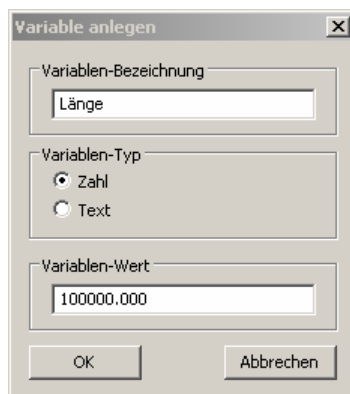 Variable anlegen
Variablen-Bezeichnung
Länge
Variablen-Typ
Zahl
Text
Variablen-Wert
100000.000
OK Abbrechen